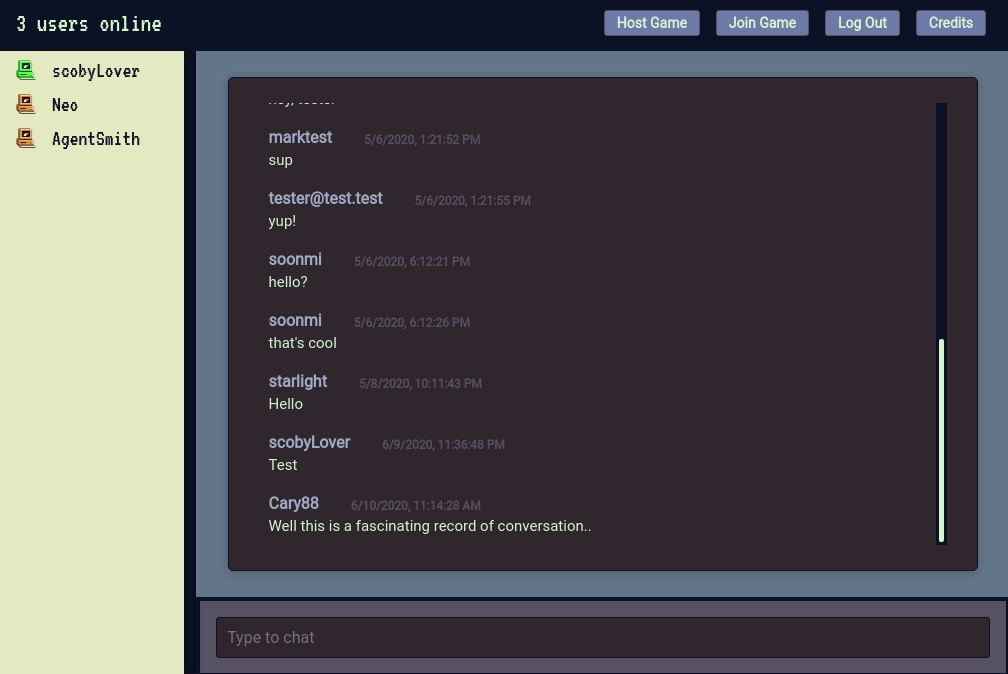 3 users online
Host Game Join Game Log Out Credits
scobyLover
Neo
AgentSmith
marktest 5/6/2020, 1:21:52 PM
sup
tester@test.test 5/6/2020, 1:21:55 PM
yup!
soonmi 5/6/2020, 6:12:21 PM
hello?
soonmi 5/6/2020, 6:12:26 PM
that's cool
starlight 5/8/2020, 10:11:43 PM
Hello
scobyLover 6/9/2020, 11:36:48 PM
Test
Cary88 6/10/2020, 11:14:28 AM
Well this is a fascinating record of conversation..
Type to chat